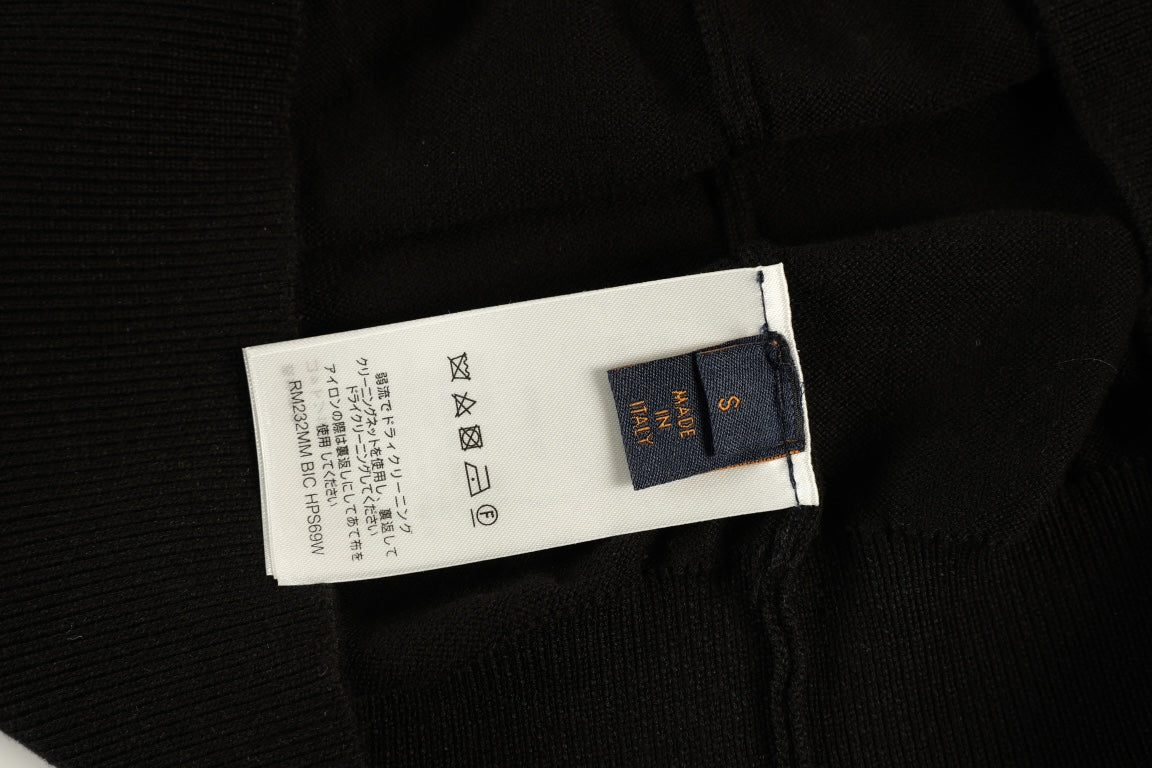 弱流でドライクリーニング
クリーニングネットを使用し、裏返して
ドライクリーニングしてください
アイロンの際は裏返しにしてあて布を
使用してください
RM232MM BIC HPS69W
F
S
MADE
IN
ITALY